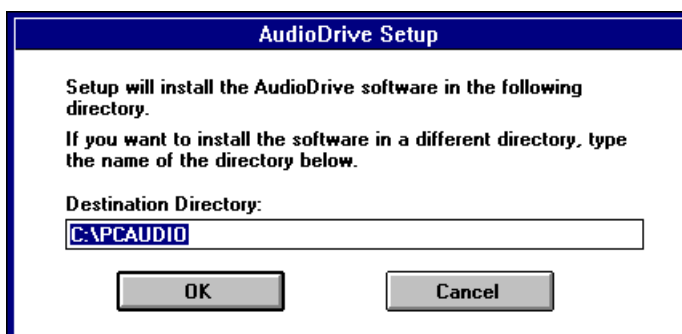 AudioDrive Setup
Setup will install the AudioDrive software in the following
directory.
If you want to install the software in a different directory, type
the name of the directory below.
Destination Directory:
C:\PCAUDIO
OK Cancel